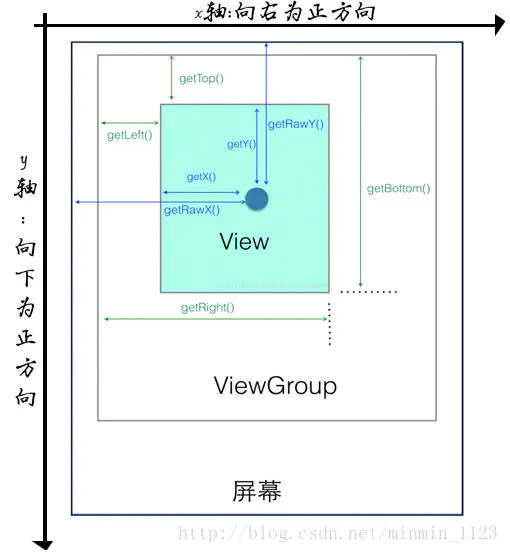 x轴:向右为正方向
getTop()
getRawY()
getLeft()
getY()
y轴:向下为正方向
getX()
getBottom()
getRawX()
View
getRight()
ViewGroup
屏幕
http://blog.csdn.net/minmin_1123